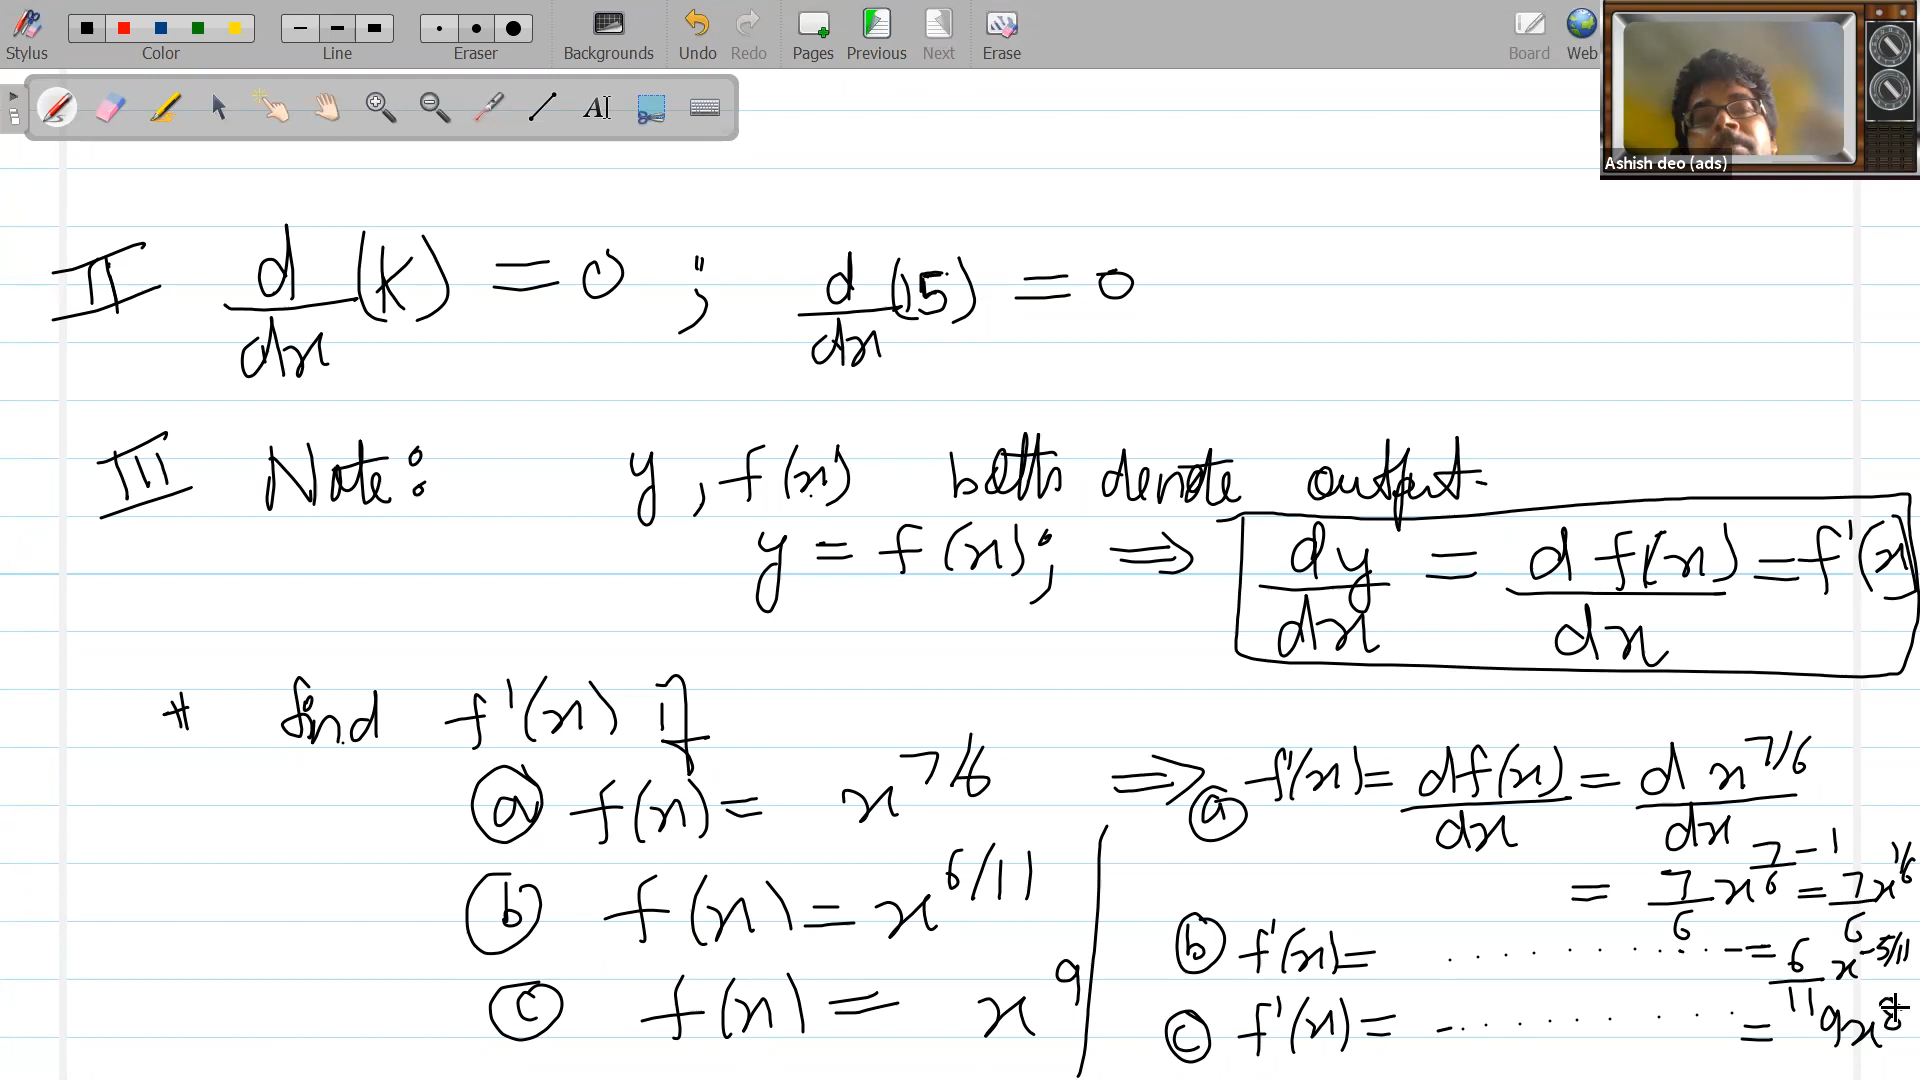 Stylus Color Line Eraser Backgrounds Undo Redo Pages Previous Next Erase Board Web
Ashish deo (ads)
II d/dx (k) = 0 ; d/dx (15) = 0
III Note: y, f(x) both denote output.
y = f(x); ⇒ dy/dx = d f(x)/dx = f'(x)
* find f'(x) if
ⓐ f(x) = x^7/6 ⇒ ⓐ f'(x) = df(x)/dx = d x^7/6/dx
= 7/6 x^(7/6 - 1) = 7/6 x^1/6
ⓑ f(x) = x^6/11
ⓑ f'(x) = .......... = 6/11 x^-5/11
ⓒ f(x) = x^9
ⓒ f'(x) = .......... = 9x^8